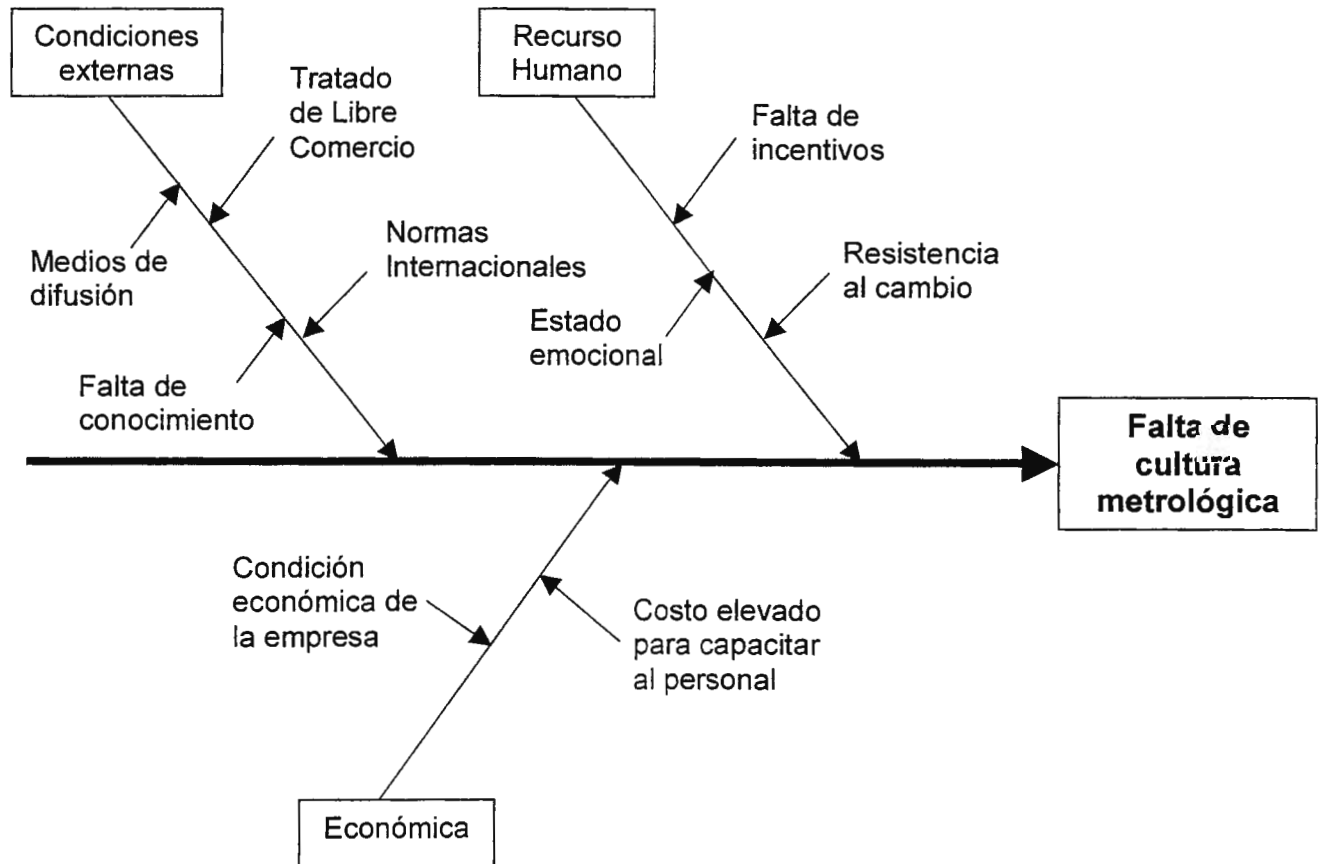 Condiciones
externas
Recurso
Humano
Tratado
de Libre
Comercio
Falta de
incentivos
Medios de
difusión
Normas
Internacionales
Resistencia
al cambio
Estado
emocional
Falta de
conocimiento
Falta de
cultura
metrológica
Condición
económica de
la empresa
Costo elevado
para capacitar
al personal
Económica